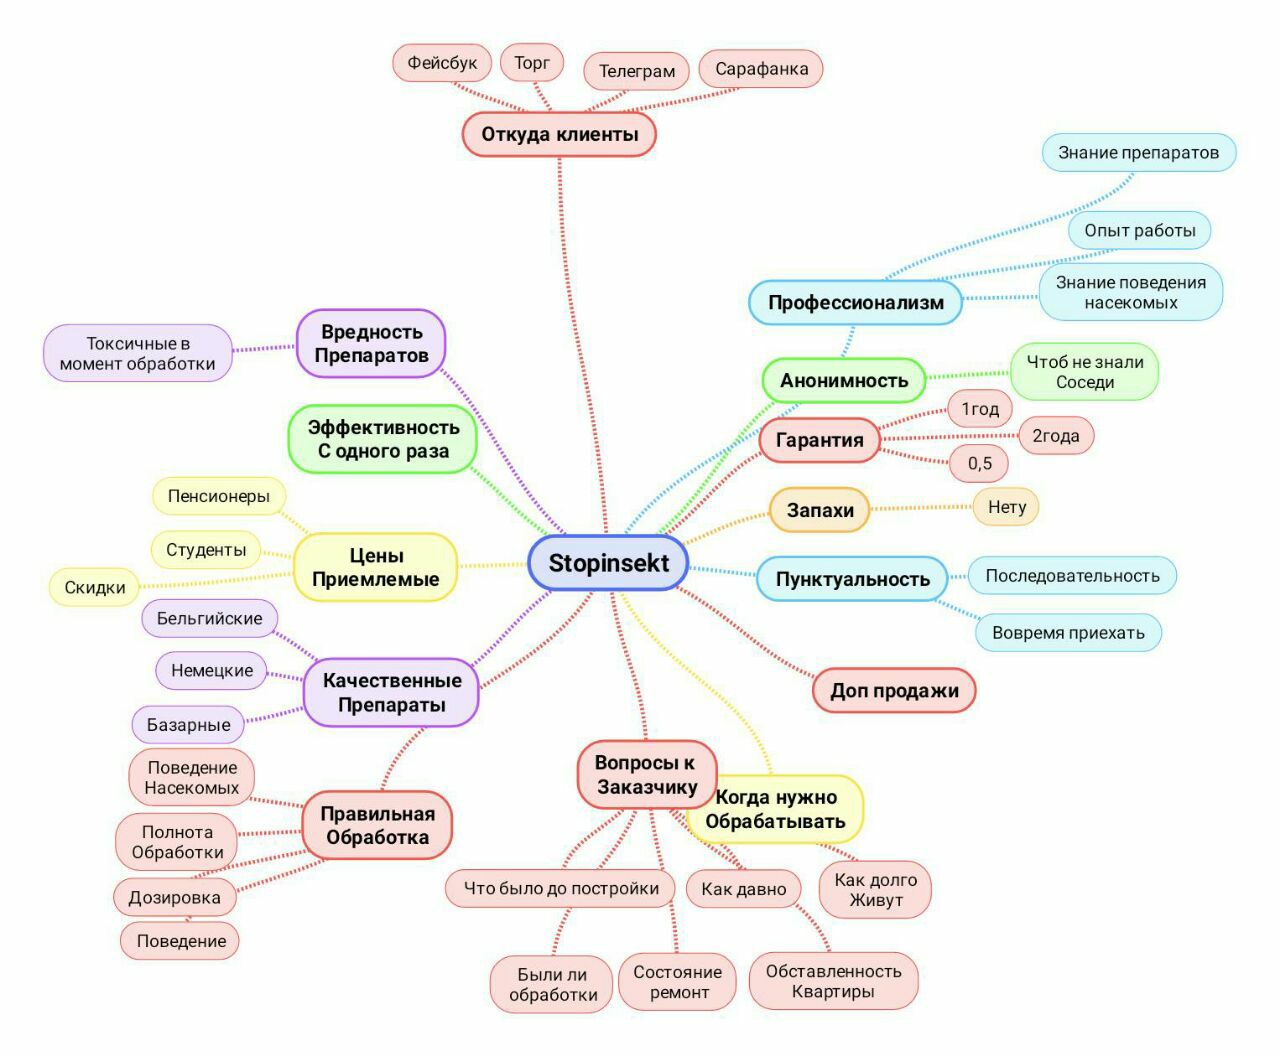 Фейсбук
Торг
Телеграм
Сарафанка
Откуда клиенты
Знание препаратов
Опыт работы
Знание поведения
насекомых
Профессионализм
Вредность
Препаратов
Токсичные в
момент обработки
Анонимность
Чтоб не знали
Соседи
Эффективность
С одного раза
Гарантия
1год
2года
0,5
Пенсионеры
Студенты
Скидки
Цены
Приемлемые
Запахи
Нету
Stopinsekt
Пунктуальность
Последовательность
Вовремя приехать
Бельгийские
Немецкие
Базарные
Качественные
Препараты
Доп продажи
Поведение
Насекомых
Полнота
Обработки
Дозировка
Поведение
Правильная
Обработка
Вопросы к
Заказчику
Когда нужно
Обрабатывать
Что было до постройки
Как давно
Как долго
Живут
Были ли
обработки
Состояние
ремонт
Обставленность
Квартиры